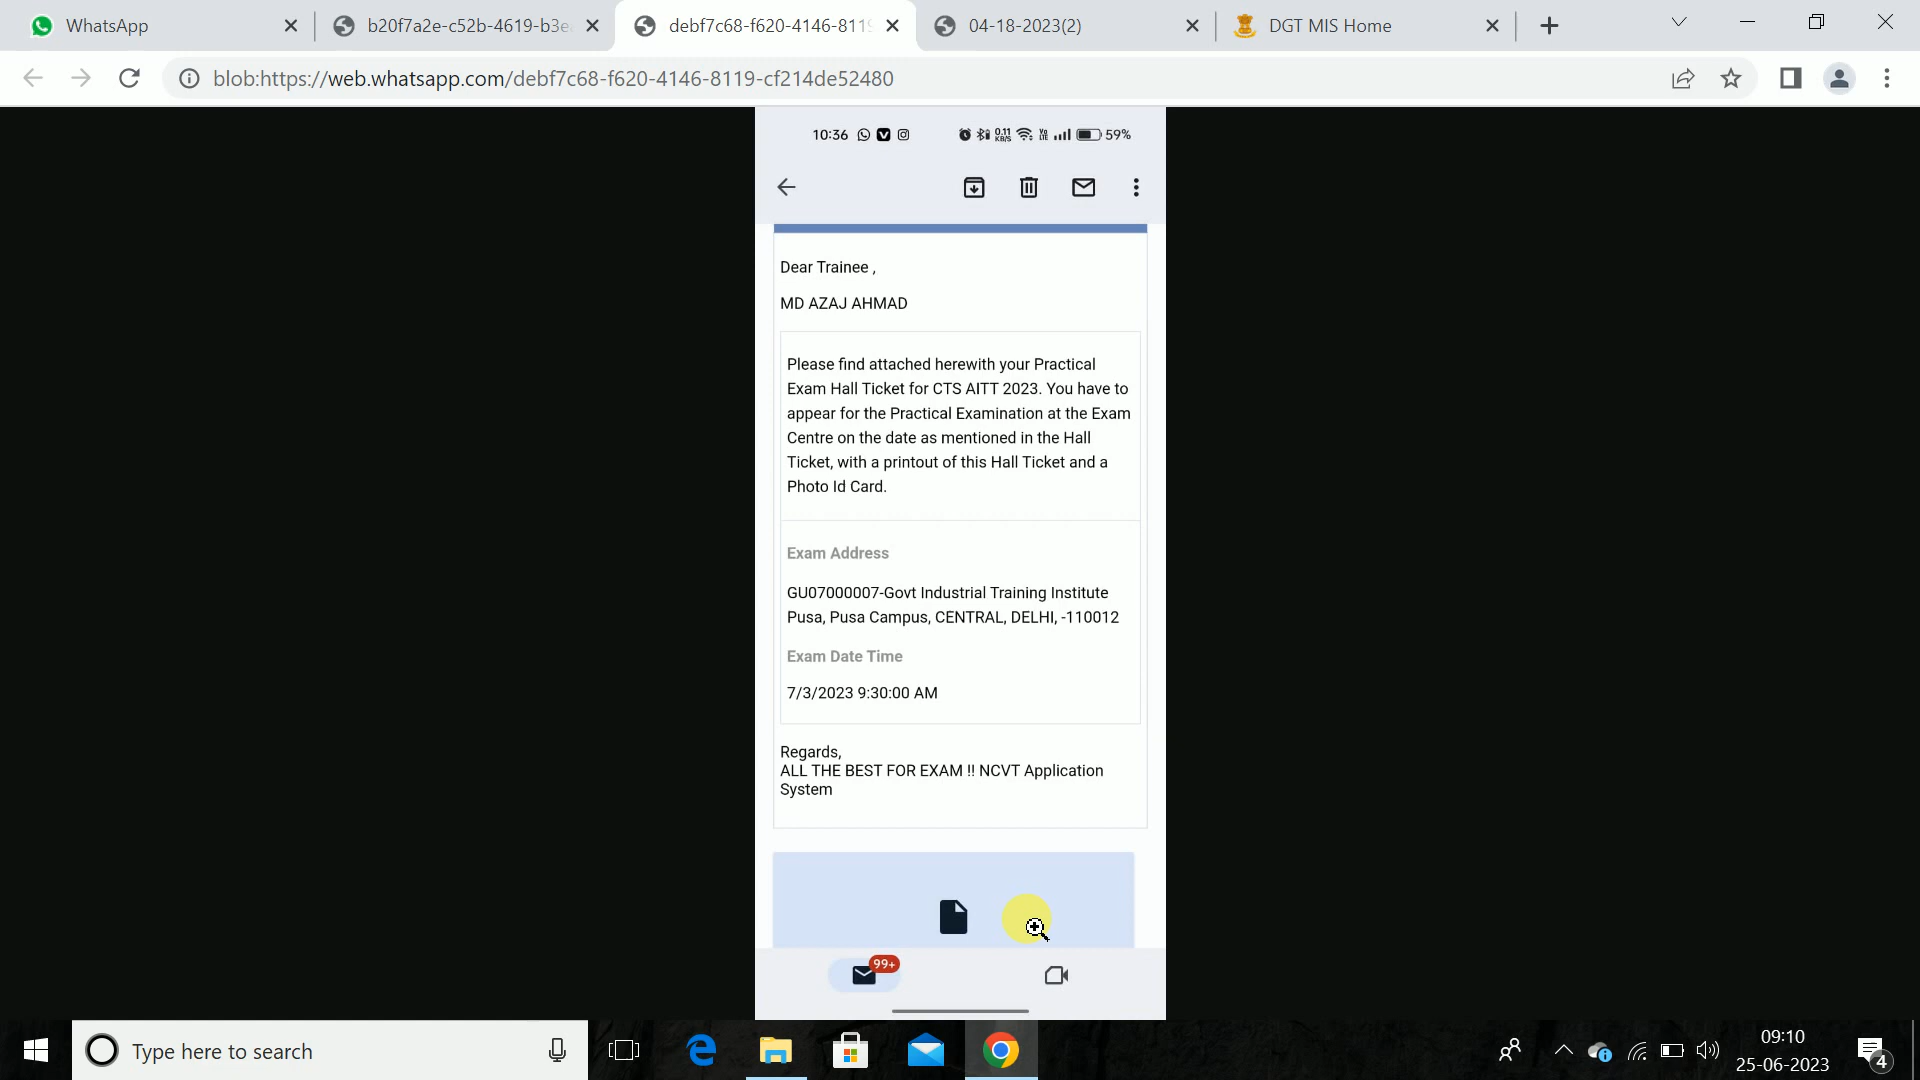 WhatsApp
b20f7a2e-c52b-4619-b3e
debf7c68-f620-4146-8119
04-18-2023(2)
DGT MIS Home
blob:https://web.whatsapp.com/debf7c68-f620-4146-8119-cf214de52480
10:36
0.11
KB/S
59%
Dear Trainee ,
MD AZAJ AHMAD
Please find attached herewith your Practical
Exam Hall Ticket for CTS AITT 2023. You have to
appear for the Practical Examination at the Exam
Centre on the date as mentioned in the Hall
Ticket, with a printout of this Hall Ticket and a
Photo Id Card.
Exam Address
GU07000007-Govt Industrial Training Institute
Pusa, Pusa Campus, CENTRAL, DELHI, -110012
Exam Date Time
7/3/2023 9:30:00 AM
Regards,
ALL THE BEST FOR EXAM !! NCVT Application
System
99+
Type here to search
09:10
25-06-2023
4